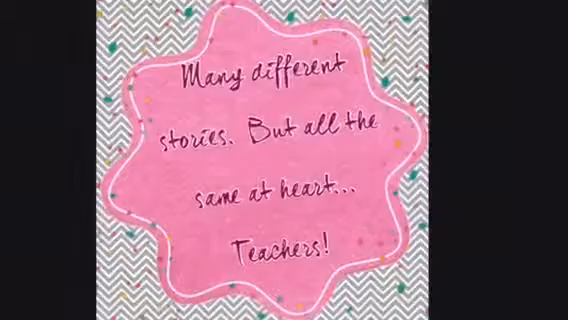 Many different
stories. But all the
same at heart...
Teachers!